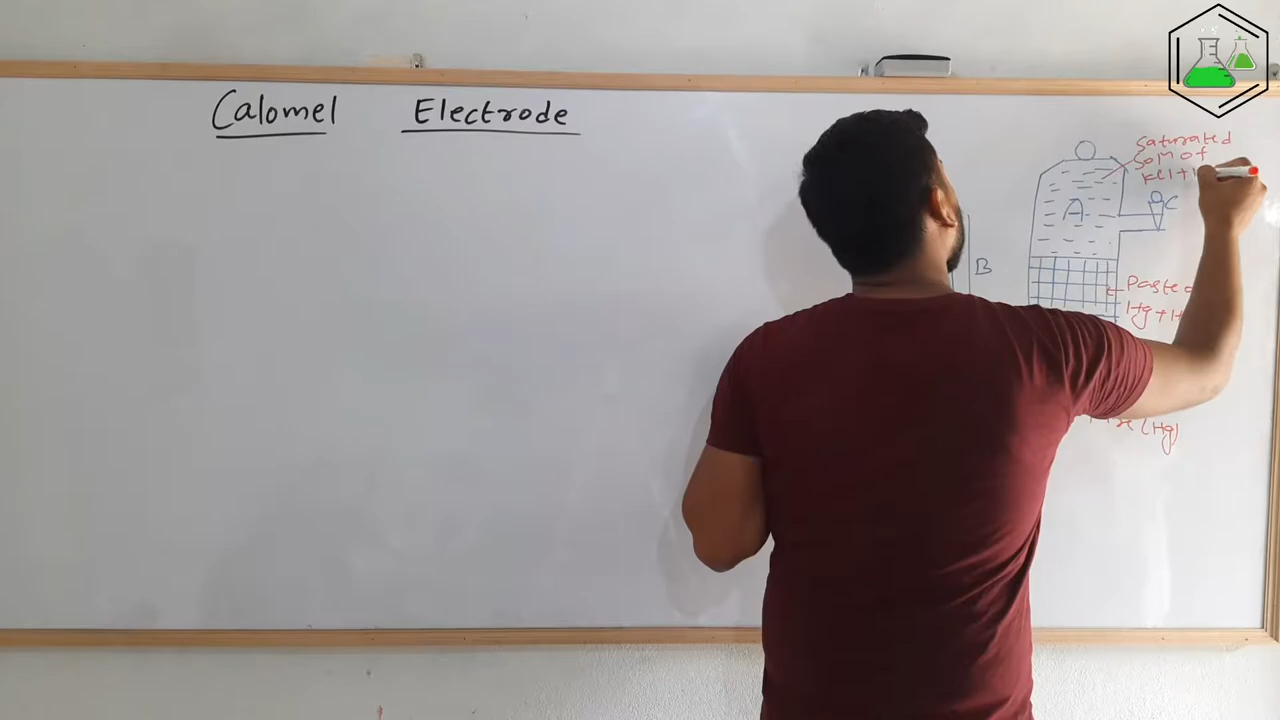 Calomel Electrode
Saturated
Soln of
KCl +
A
C
B
Paste
Hg +
(Hg)